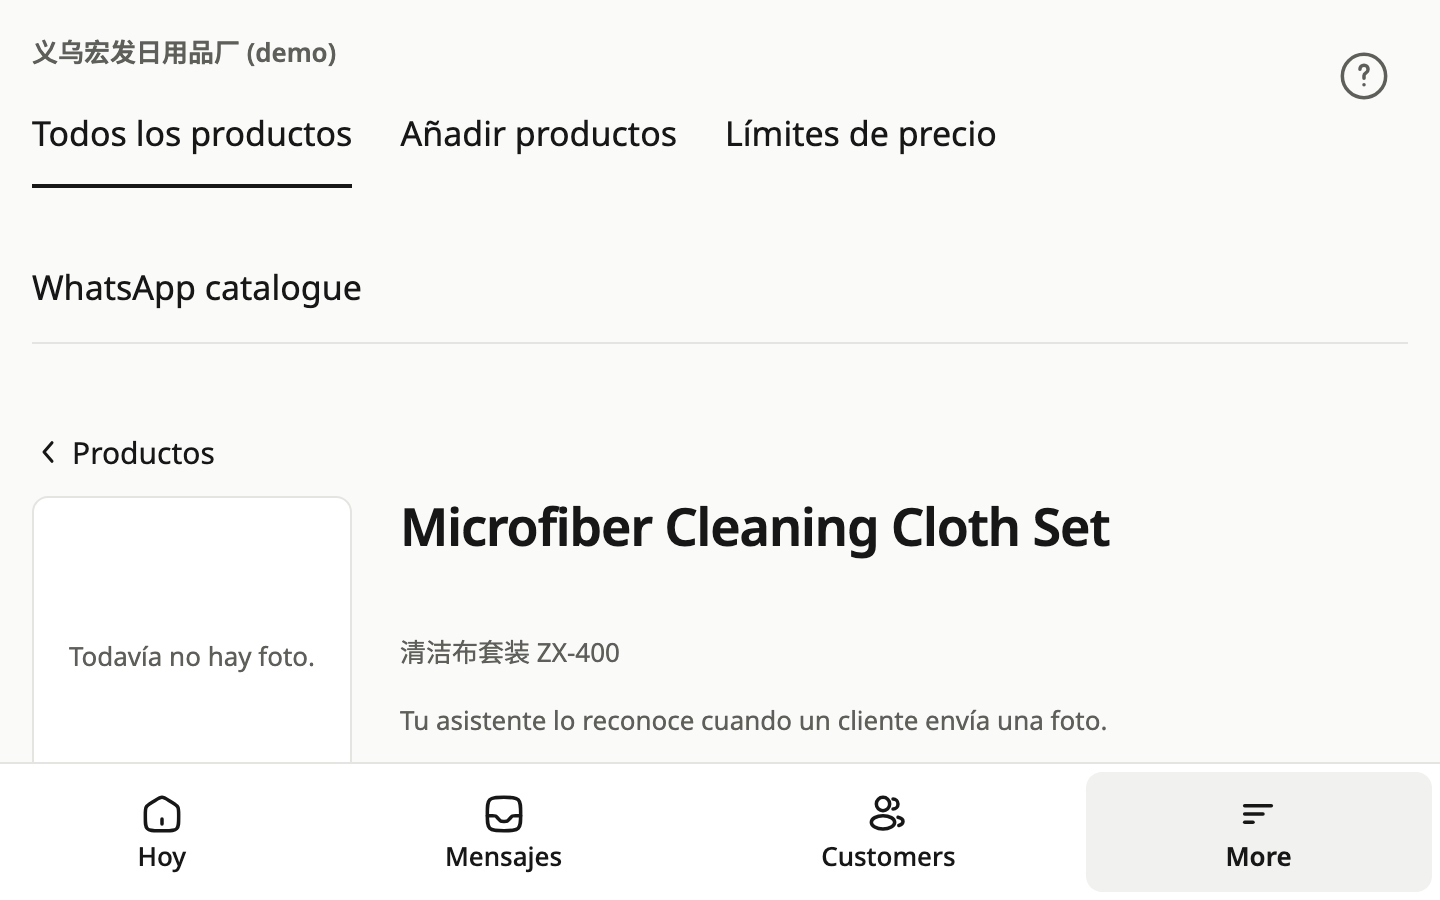 义乌宏发日用品厂 (demo)
Todos los productos
Añadir productos
Límites de precio
WhatsApp catalogue
Productos
Todavía no hay foto.
Microfiber Cleaning Cloth Set
清洁布套装 ZX-400
Tu asistente lo reconoce cuando un cliente envía una foto.
Hoy
Mensajes
Customers
More